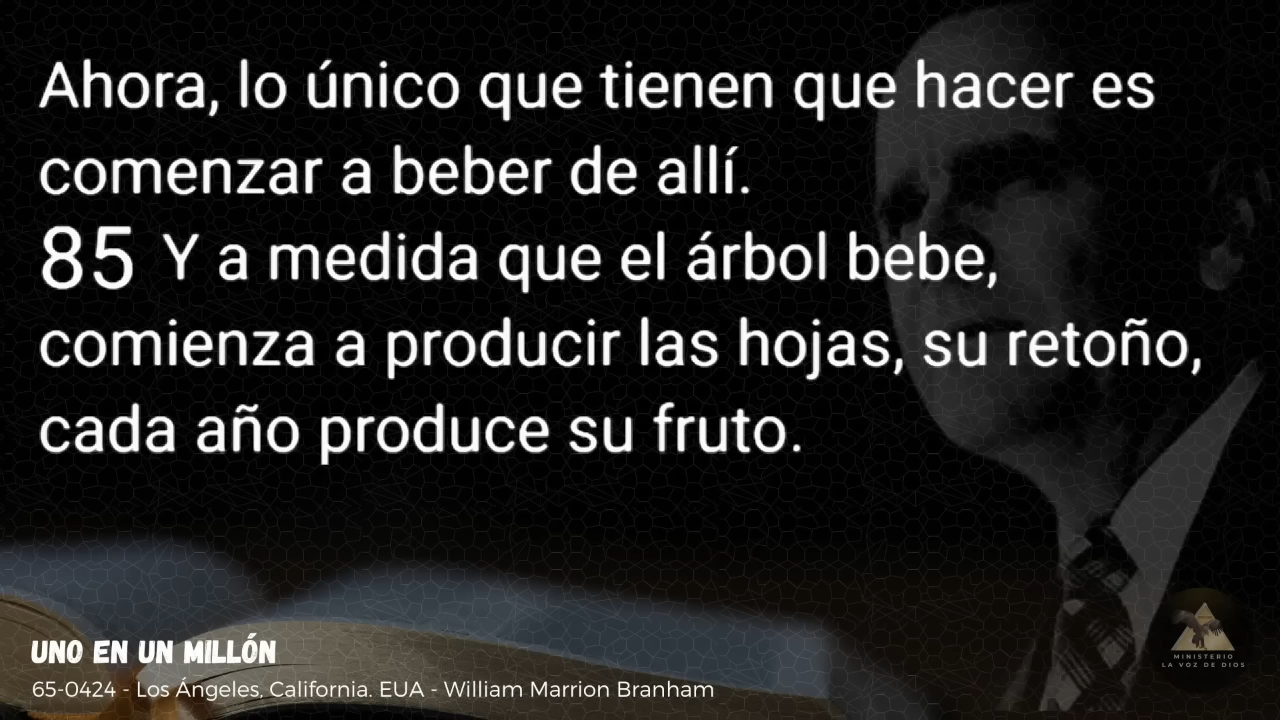 Ahora, lo único que tienen que hacer es
comenzar a beber de allí.
85 Y a medida que el árbol bebe,
comienza a producir las hojas, su retoño,
cada año produce su fruto.
UNO EN UN MILLÓN
65-0424 - Los Ángeles, California. EUA - William Marrion Branham
MINISTERIO
LA VOZ DE DIOS